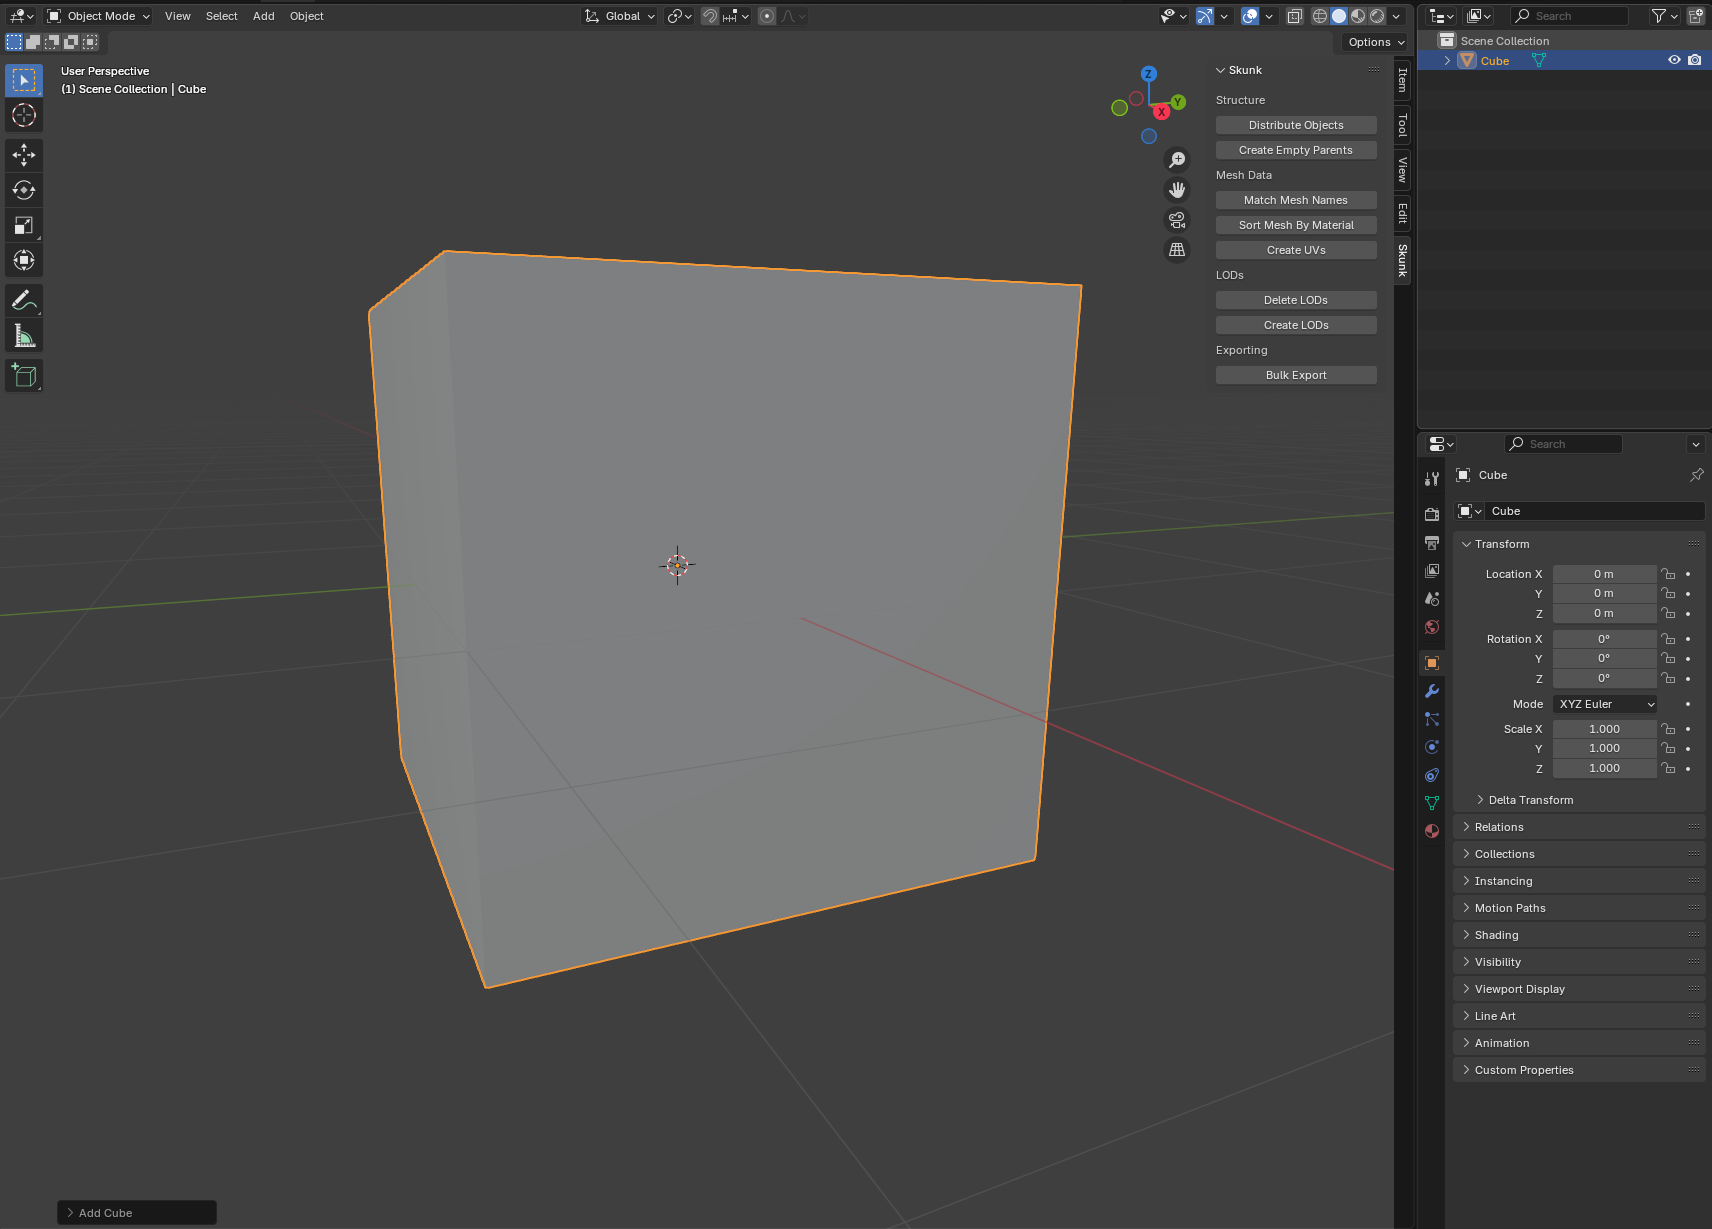 Object Mode View Select Add Object Global
Options
User Perspective
(1) Scene Collection | Cube
Z
Y
X
Skunk
Structure
Distribute Objects
Create Empty Parents
Mesh Data
Match Mesh Names
Sort Mesh By Material
Create UVs
LODs
Delete LODs
Create LODs
Exporting
Bulk Export
Item
Tool
View
Edit
Skunk
Add Cube
Search
Scene Collection
Cube
Search
Cube
Cube
Transform
Location X 0 m
Y 0 m
Z 0 m
Rotation X 0°
Y 0°
Z 0°
Mode XYZ Euler
Scale X 1.000
Y 1.000
Z 1.000
Delta Transform
Relations
Collections
Instancing
Motion Paths
Shading
Visibility
Viewport Display
Line Art
Animation
Custom Properties